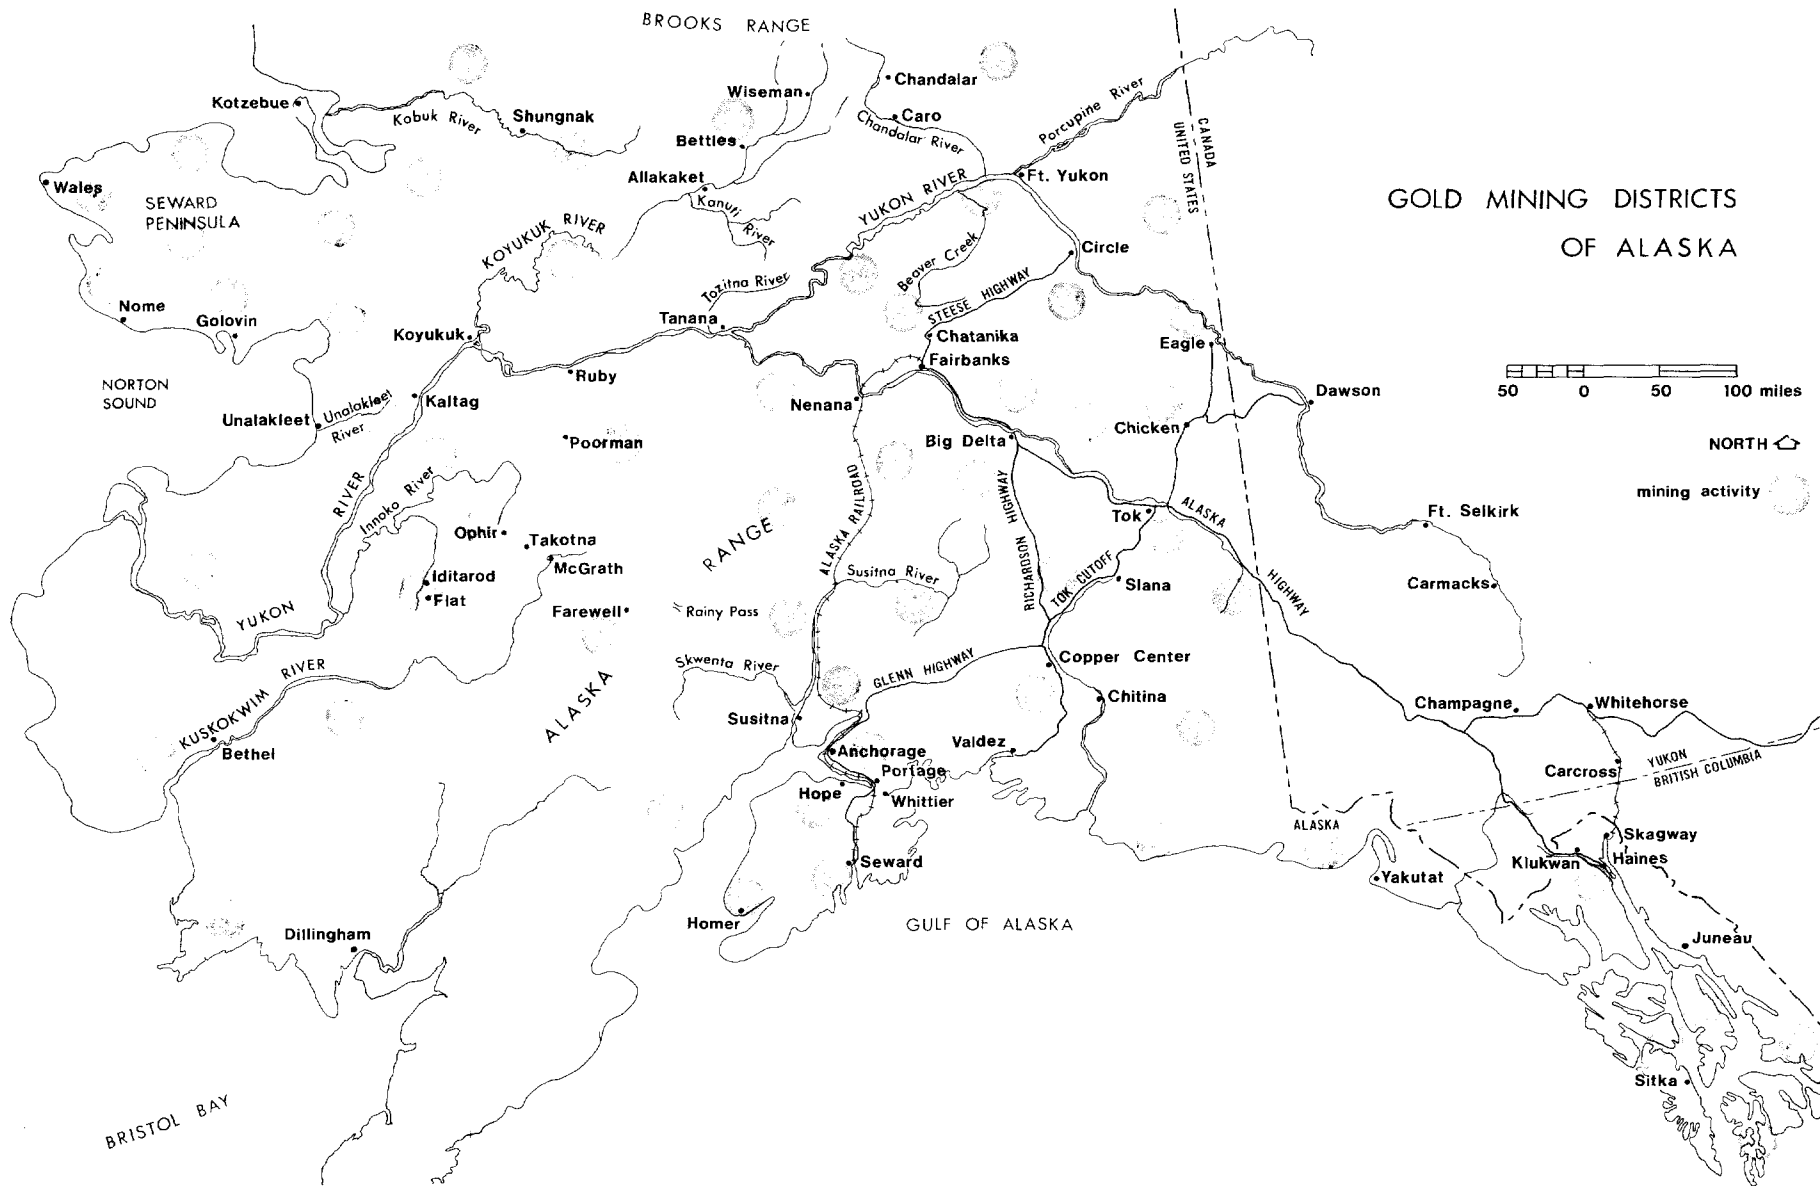 BROOKS RANGE
Chandalar
Wiseman
Kotzebue
Caro
Kobuk River
Shungnak
Chandalar River
Porcupine River
Bettles
CANADA
UNITED STATES
Allakaket
Ft. Yukon
Wales
Kanuti
River
YUKON RIVER
SEWARD
PENINSULA
GOLD MINING DISTRICTS
OF ALASKA
KOYUKUK RIVER
Beaver Creek
Circle
Tozitna River
STEESE HIGHWAY
Nome
Golovin
Tanana
Koyukuk
Chatanika
Eagle
Fairbanks
Ruby
NORTON
SOUND
50 0 50 100 miles
Dawson
Kaltag
Nenana
Unalakleet
Unalakleet
River
Chicken
Big Delta
Poorman
NORTH
RIVER
Innoko River
ALASKA RAILROAD
RICHARDSON HIGHWAY
mining activity
Ft. Selkirk
Tok
ALASKA
HIGHWAY
Ophir
Takotna
McGrath
RANGE
Iditarod
Flat
Susitna River
TOK CUTOFF
Slana
Carmacks
Farewell
Rainy Pass
YUKON
Skwenta River
GLENN HIGHWAY
Copper Center
KUSKOKWIM RIVER
ALASKA
Chitina
Champagne
Whitehorse
Susitna
Bethel
Anchorage
Valdez
Portage
Carcross
YUKON
BRITISH COLUMBIA
Hope
Whittier
ALASKA
Skagway
Seward
Klukwan
Haines
Yakutat
Homer
GULF OF ALASKA
Dillingham
Juneau
Sitka
BRISTOL BAY